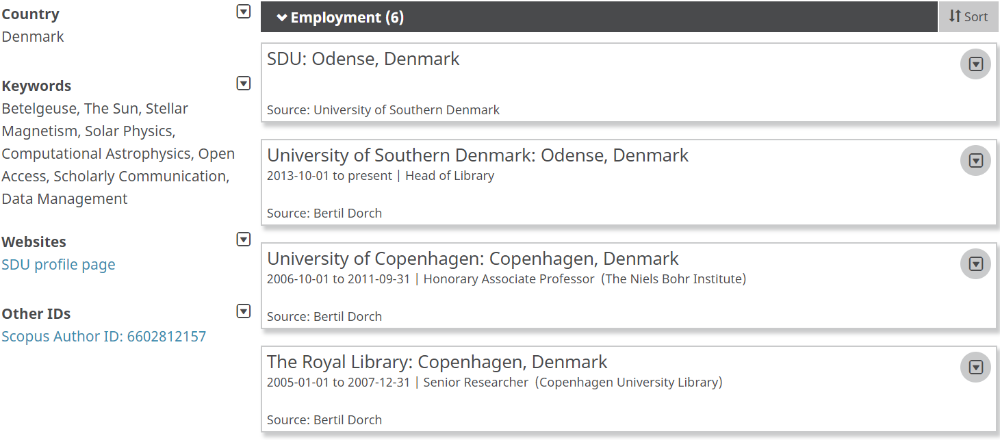 Country
Denmark
Keywords
Betelgeuse, The Sun, Stellar
Magnetism, Solar Physics,
Computational Astrophysics, Open
Access, Scholarly Communication,
Data Management
Websites
SDU profile page
Other IDs
Scopus Author ID: 6602812157
Employment (6)
Sort
SDU: Odense, Denmark
Source: University of Southern Denmark
University of Southern Denmark: Odense, Denmark
2013-10-01 to present | Head of Library
Source: Bertil Dorch
University of Copenhagen: Copenhagen, Denmark
2006-10-01 to 2011-09-31 | Honorary Associate Professor (The Niels Bohr Institute)
Source: Bertil Dorch
The Royal Library: Copenhagen, Denmark
2005-01-01 to 2007-12-31 | Senior Researcher (Copenhagen University Library)
Source: Bertil Dorch